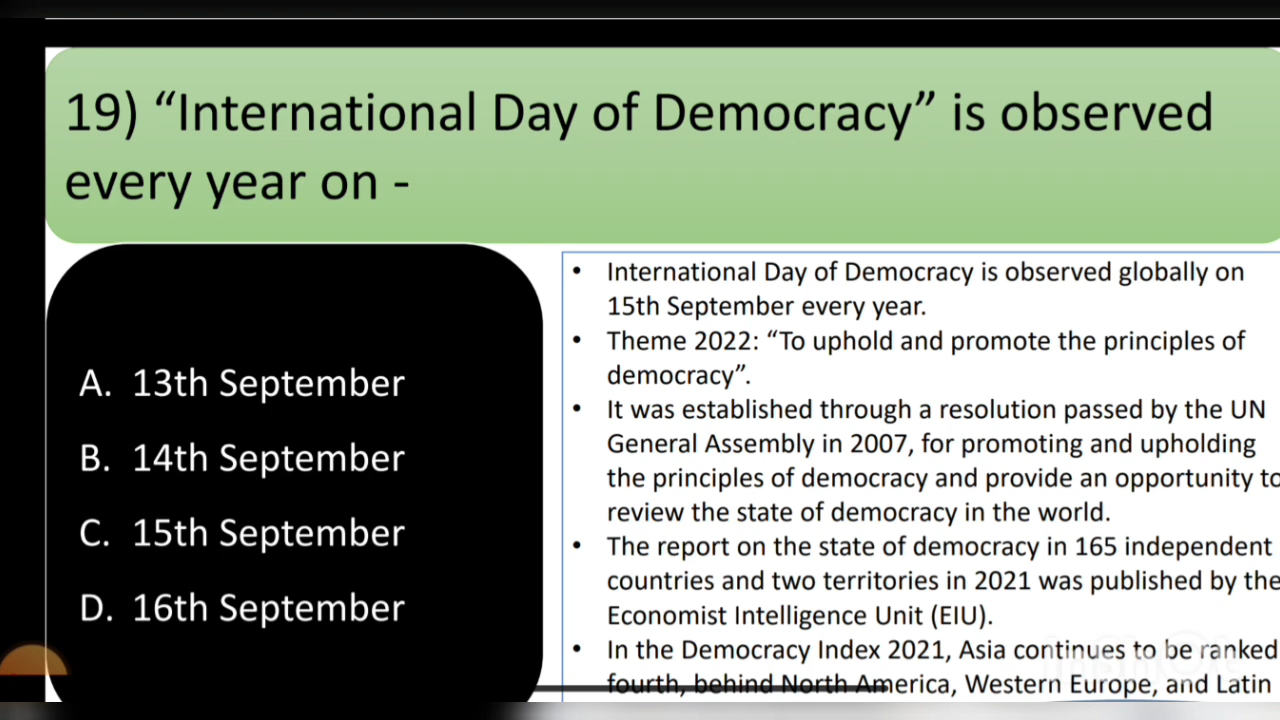 19) “International Day of Democracy” is observed
every year on -
A. 13th September
B. 14th September
C. 15th September
D. 16th September
• International Day of Democracy is observed globally on
15th September every year.
• Theme 2022: “To uphold and promote the principles of
democracy”.
• It was established through a resolution passed by the UN
General Assembly in 2007, for promoting and upholding
the principles of democracy and provide an opportunity to
review the state of democracy in the world.
• The report on the state of democracy in 165 independent
countries and two territories in 2021 was published by the
Economist Intelligence Unit (EIU).
• In the Democracy Index 2021, Asia continues to be ranked
fourth, behind North America, Western Europe, and Latin